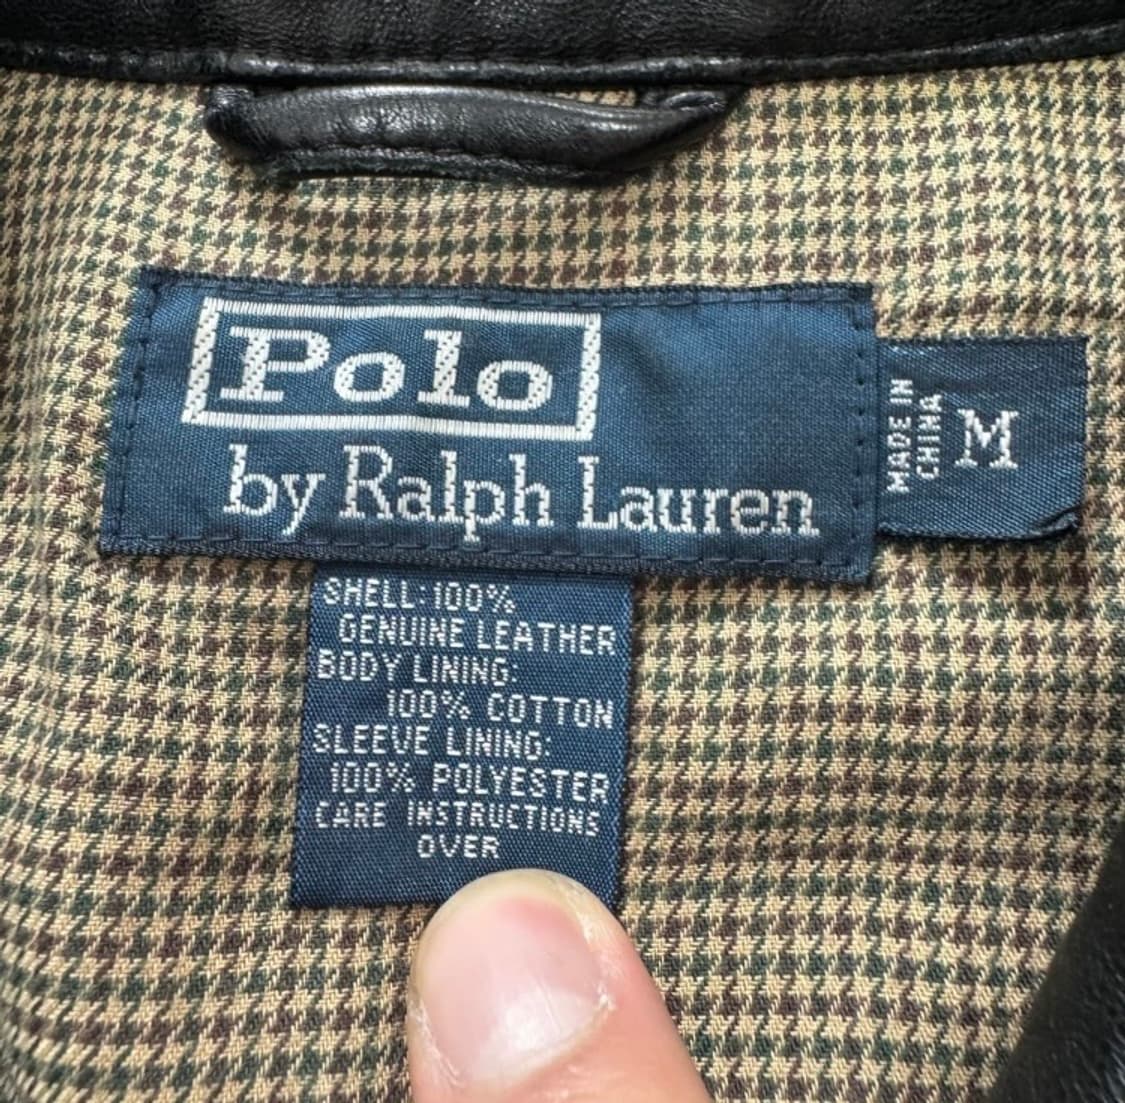 Polo
by Ralph Lauren
MADE IN
CHINA
M
SHELL:100%
GENUINE LEATHER
BODY LINING:
100% COTTON
SLEEVE LINING:
100% POLYESTER
CARE INSTRUCTIONS
OVER